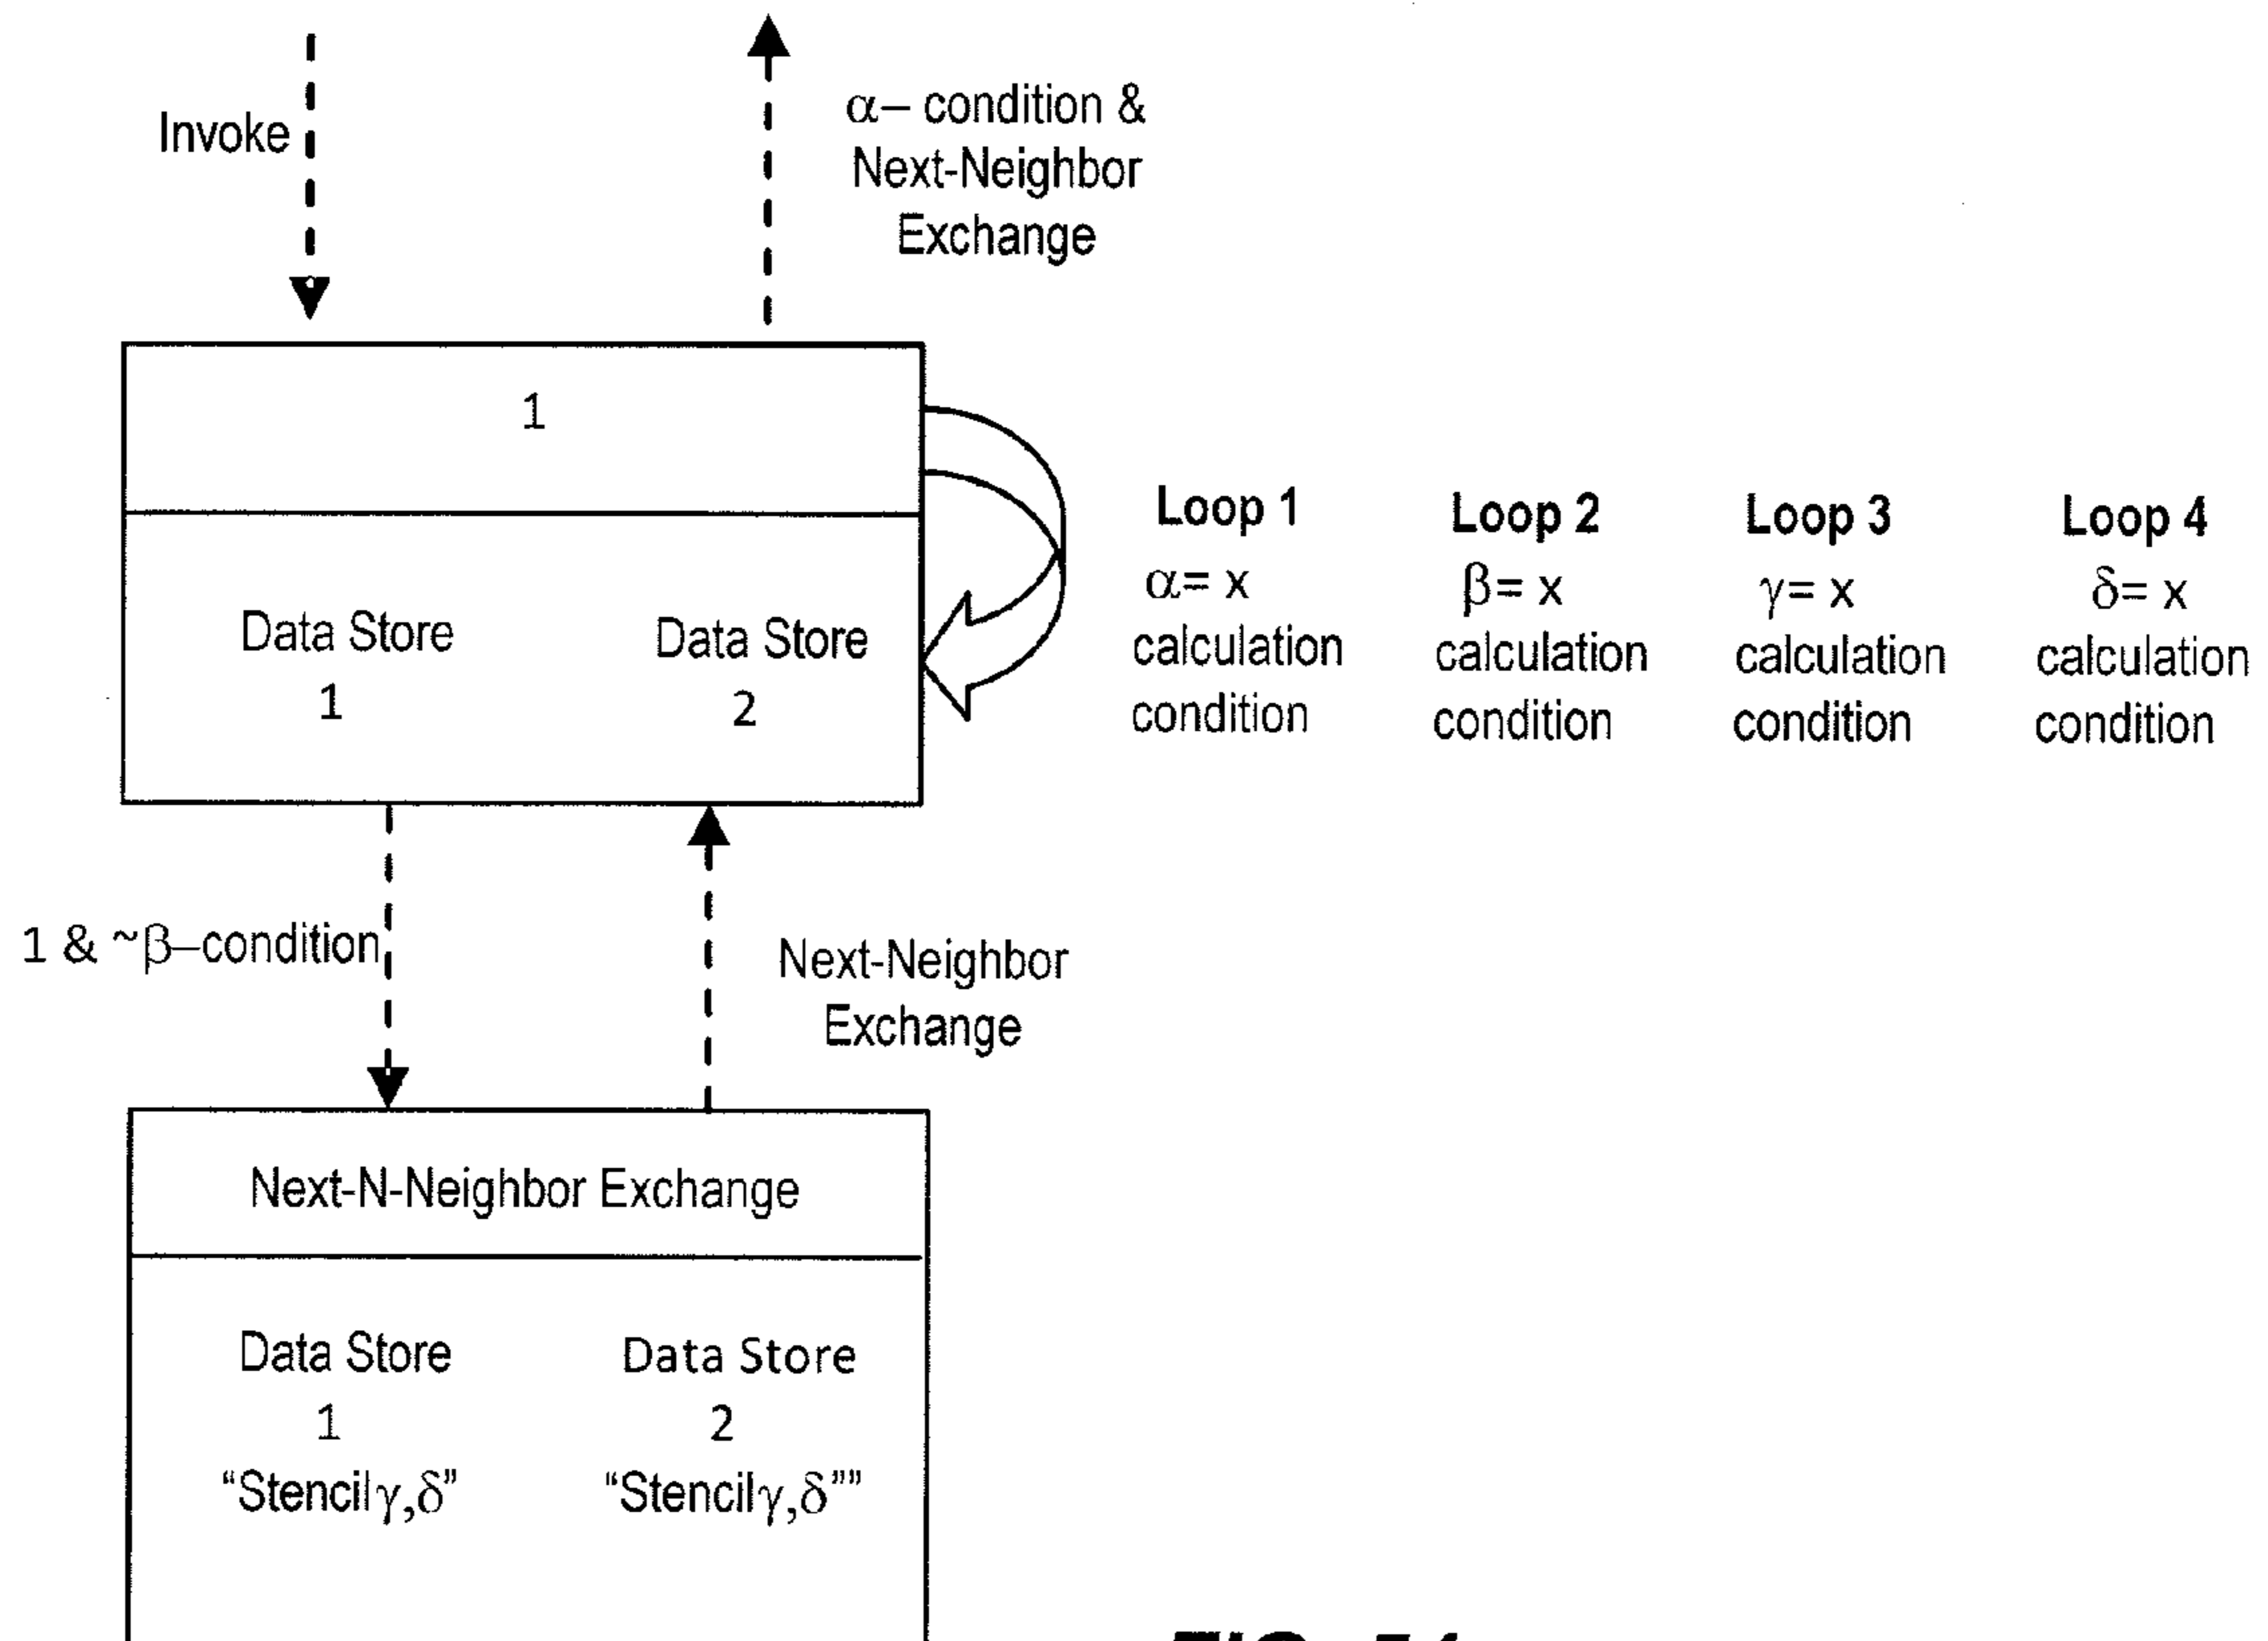 Invoke
α– condition &
Next-Neighbor
Exchange
1
Data Store
1
Data Store
2
Loop 1
α= x
calculation
condition
Loop 2
β= x
calculation
condition
Loop 3
γ= x
calculation
condition
Loop 4
δ= x
calculation
condition
1 & ~β–condition
Next-Neighbor
Exchange
Next-N-Neighbor Exchange
Data Store
1
“Stencilγ,δ”
Data Store
2
“Stencilγ,δ””